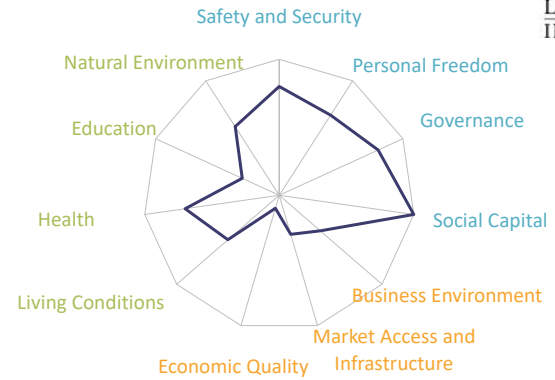 Safety and Security
Personal Freedom
Governance
Social Capital
Business Environment
Market Access and
Infrastructure
Economic Quality
Living Conditions
Health
Education
Natural Environment